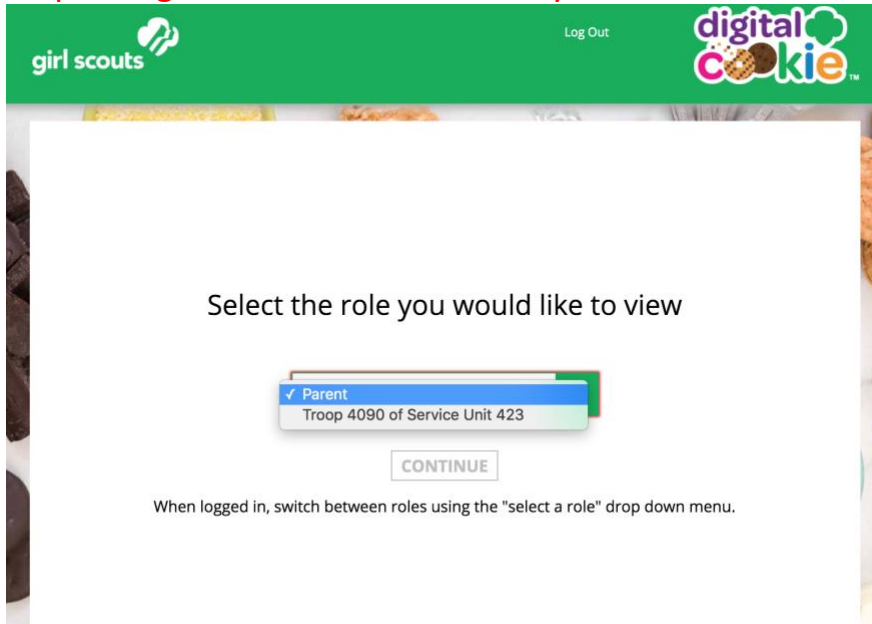 girl scouts
Log Out
digital
cookie™
Select the role you would like to view
✓ Parent
Troop 4090 of Service Unit 423
CONTINUE
When logged in, switch between roles using the "select a role" drop down menu.